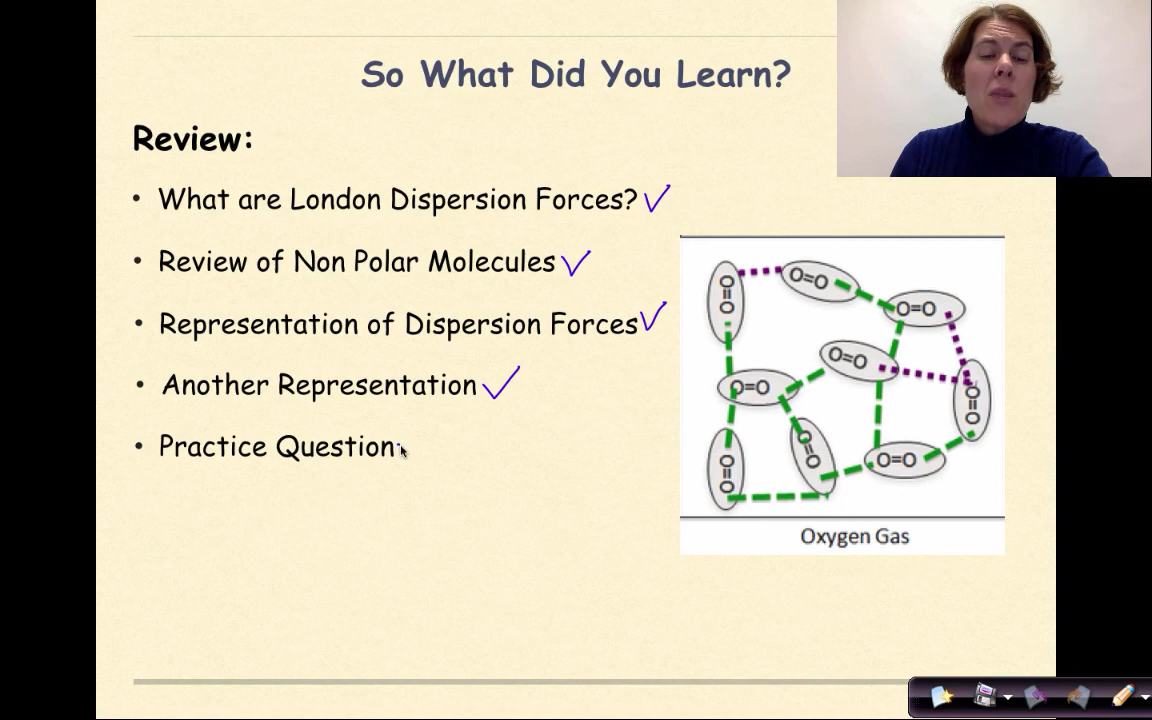 So What Did You Learn?
Review:
• What are London Dispersion Forces?
• Review of Non Polar Molecules
• Representation of Dispersion Forces
• Another Representation
• Practice Question
O=O
O=O
O=O
O=O
O=O
O=O
O=O
O=O
O=O
Oxygen Gas